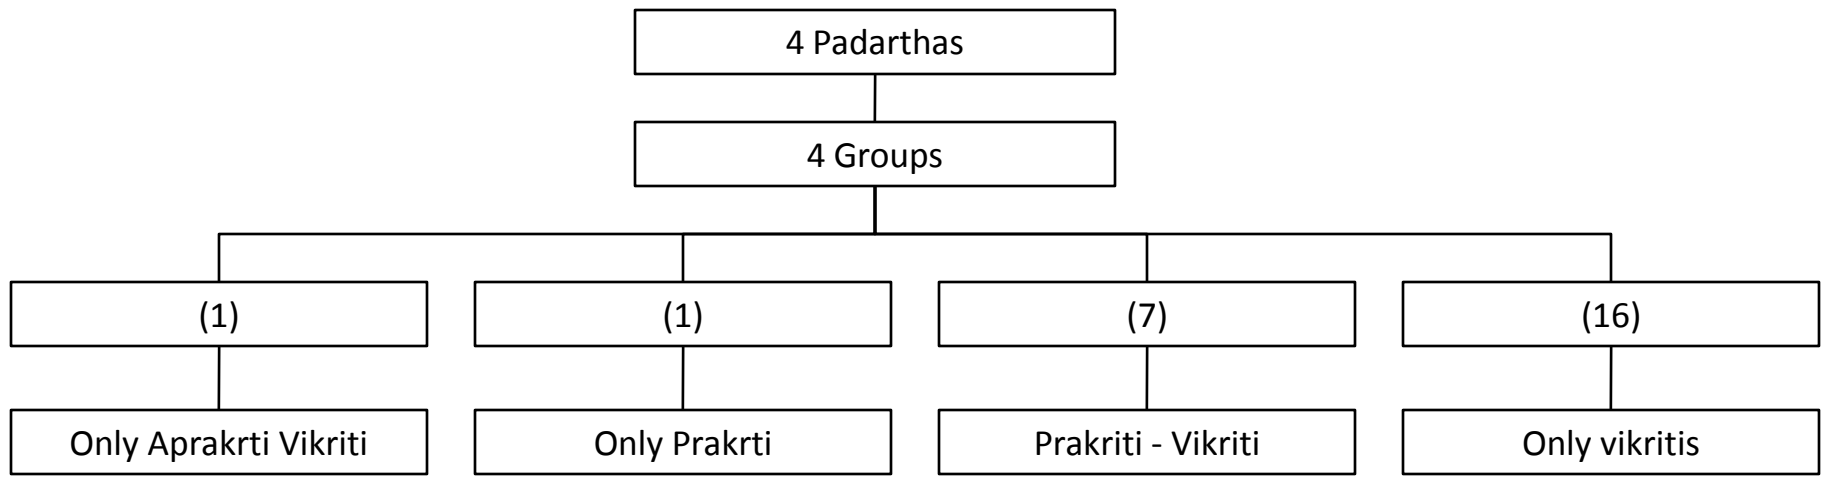 4 Padarthas
4 Groups
(1)
(1)
(7)
(16)
Only Aprakrti Vikriti
Only Prakrti
Prakriti - Vikriti
Only vikritis